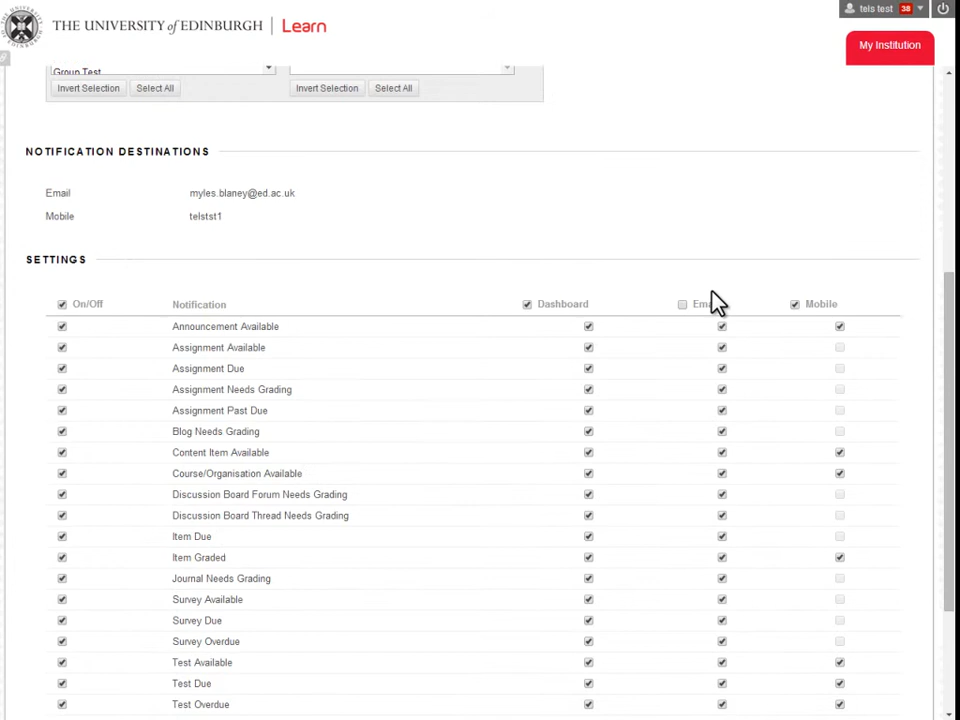 tels test 38
THE UNIVERSITY of EDINBURGH | Learn
My Institution
Group Test
Invert Selection Select All Invert Selection Select All
NOTIFICATION DESTINATIONS
Email myles.blaney@ed.ac.uk
Mobile telstst1
SETTINGS
On/Off Notification Dashboard Mobile
Announcement Available
Assignment Available
Assignment Due
Assignment Needs Grading
Assignment Past Due
Blog Needs Grading
Content Item Available
Course/Organisation Available
Discussion Board Forum Needs Grading
Discussion Board Thread Needs Grading
Item Due
Item Graded
Journal Needs Grading
Survey Available
Survey Due
Survey Overdue
Test Available
Test Due
Test Overdue